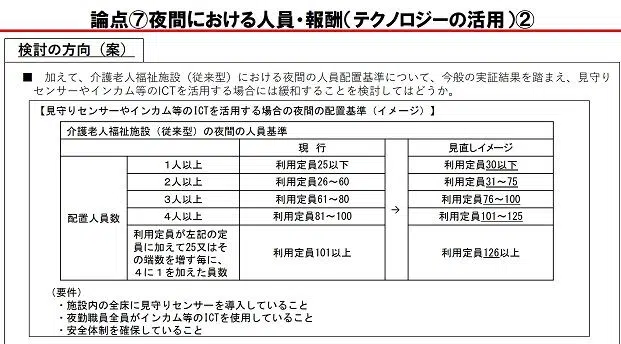 論点⑦夜間における人員・報酬（テクノロジーの活用）②
検討の方向（案）
■ 加えて、介護老人福祉施設（従来型）における夜間の人員配置基準について、今般の実証結果を踏まえ、見守り
センサーやインカム等のICTを活用する場合には緩和することを検討してはどうか。
【見守りセンサーやインカム等のICTを活用する場合の夜間の配置基準（イメージ）】
介護老人福祉施設（従来型）の夜間の人員基準
現 行
見直しイメージ
配置人員数
1人以上
利用定員25以下
→
利用定員30以下
2人以上
利用定員26～60
利用定員31～75
3人以上
利用定員61～80
利用定員76～100
4人以上
利用定員81～100
利用定員101～125
利用定員が左記の定
員に加えて25又はそ
の端数を増す毎に、
4に1を加えた員数
利用定員101以上
利用定員126以上
（要件）
・施設内の全床に見守りセンサーを導入していること
・夜勤職員全員がインカム等のICTを使用していること
・安全体制を確保していること